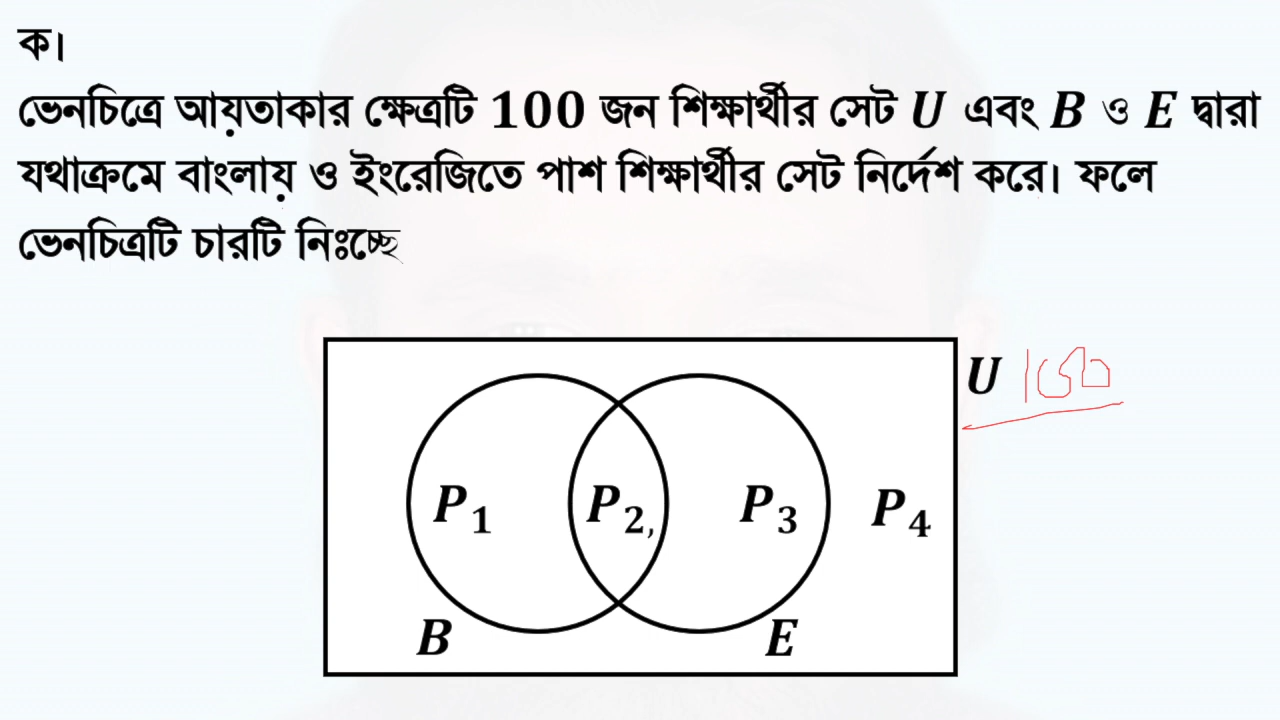 ক।
ভেনচিত্রে আয়তাকার ক্ষেত্রটি 100 জন শিক্ষার্থীর সেট U এবং B ও E দ্বারা
যথাক্রমে বাংলায় ও ইংরেজিতে পাশ শিক্ষার্থীর সেট নির্দেশ করে। ফলে
ভেনচিত্রটি চারটি নিঃচ্ছে
U
P₁ P₂, P₃ P₄
B E